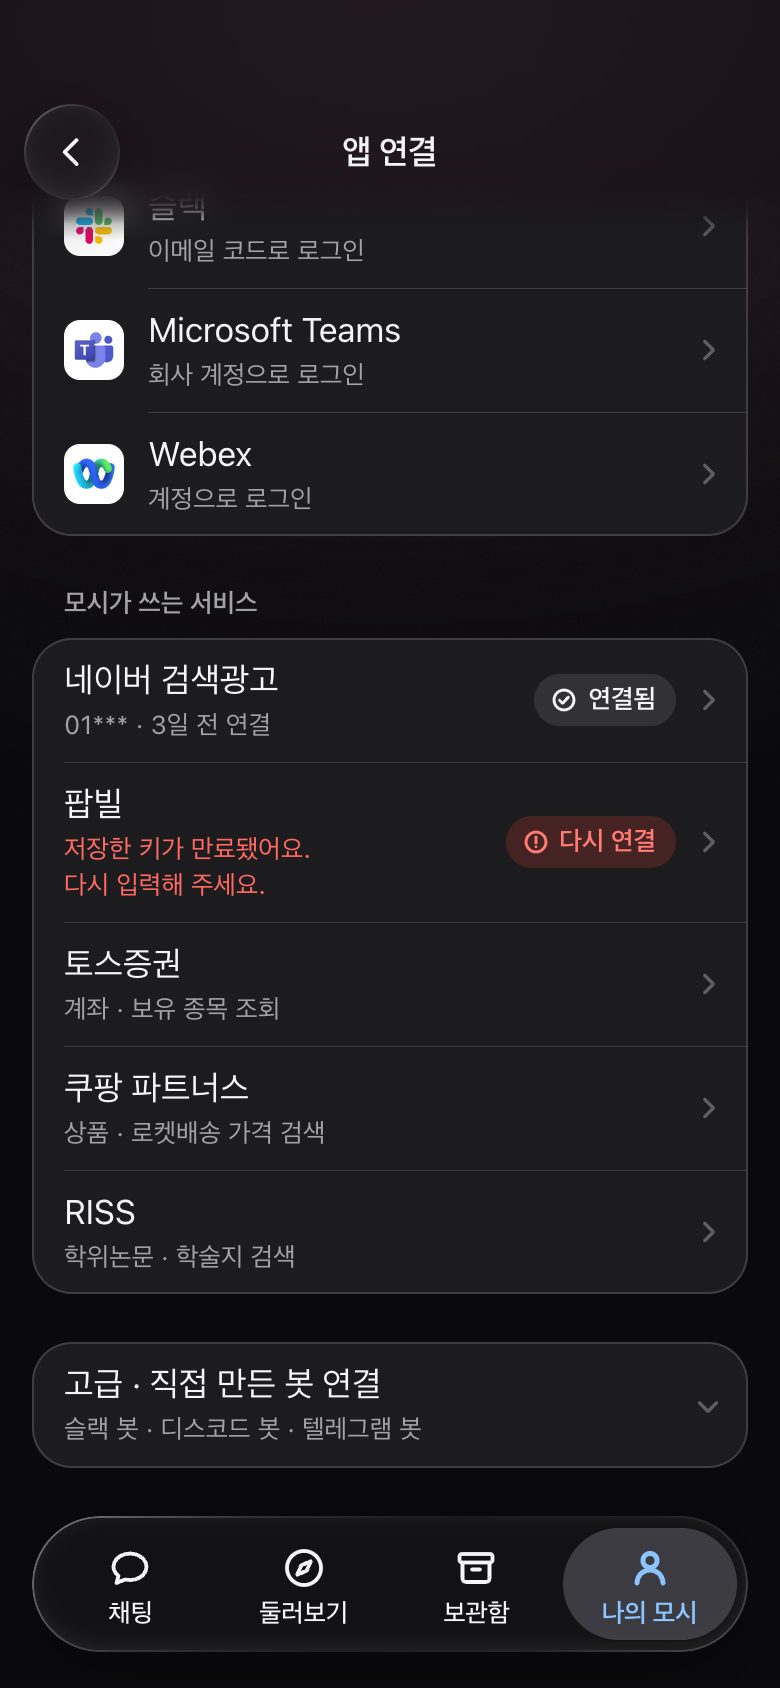 앱 연결
슬랙
이메일 코드로 로그인
Microsoft Teams
회사 계정으로 로그인
Webex
계정으로 로그인
모시가 쓰는 서비스
네이버 검색광고
01*** · 3일 전 연결
연결됨
팝빌
저장한 키가 만료됐어요.
다시 입력해 주세요.
다시 연결
토스증권
계좌 · 보유 종목 조회
쿠팡 파트너스
상품 · 로켓배송 가격 검색
RISS
학위논문 · 학술지 검색
고급 · 직접 만든 봇 연결
슬랙 봇 · 디스코드 봇 · 텔레그램 봇
채팅
둘러보기
보관함
나의 모시